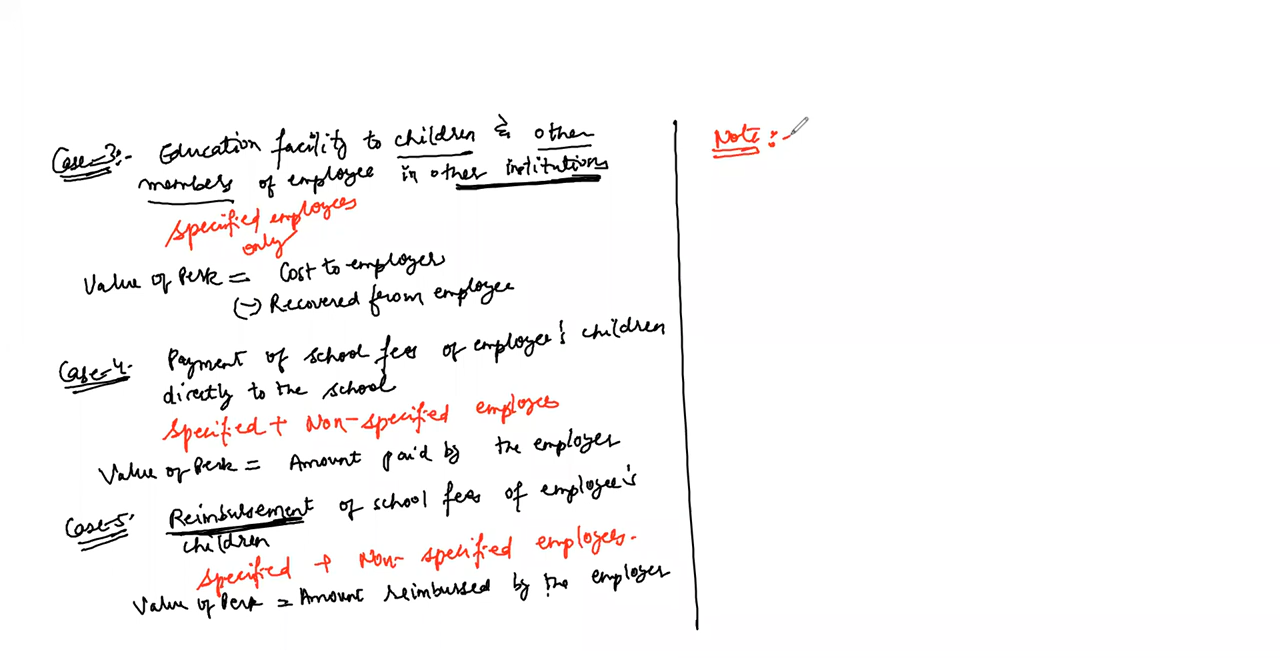 Case-3:- Education facility to children & other
members of employee in other institutions
Specified employees
only
Value of Perk = Cost to employer
(-) Recovered from employee
Case-4. Payment of school fees of employee's children
directly to the school
Specified + Non-specified employees
Value of Perk = Amount paid by the employer
Case-5. Reimbursement of school fees of employee's
children
Specified + Non-specified employees.
Value of Perk = Amount reimbursed by the employer
Note :-